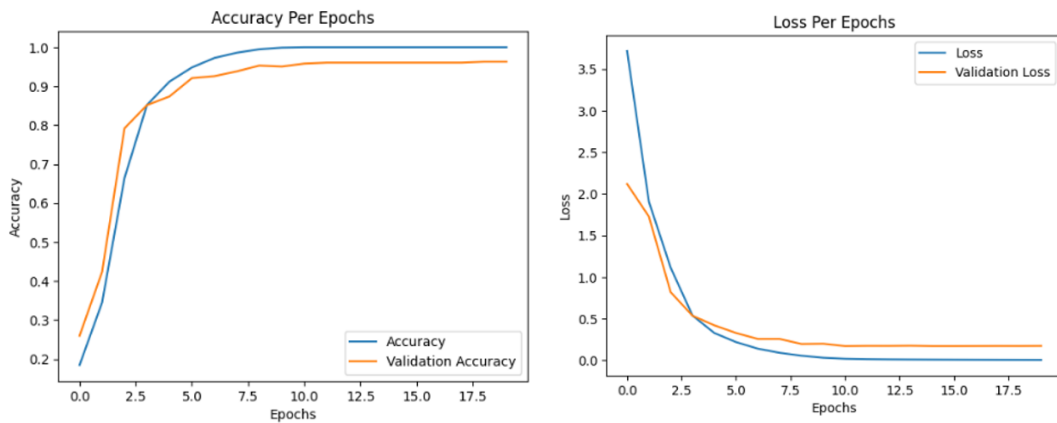 Accuracy Per Epochs
1.0
0.9
0.8
0.7
0.6
0.5
0.4
0.3
0.2
Accuracy
Accuracy
Validation Accuracy
0.0 2.5 5.0 7.5 10.0 12.5 15.0 17.5
Epochs
Loss Per Epochs
3.5
3.0
2.5
2.0
1.5
1.0
0.5
0.0
Loss
Loss
Validation Loss
0.0 2.5 5.0 7.5 10.0 12.5 15.0 17.5
Epochs